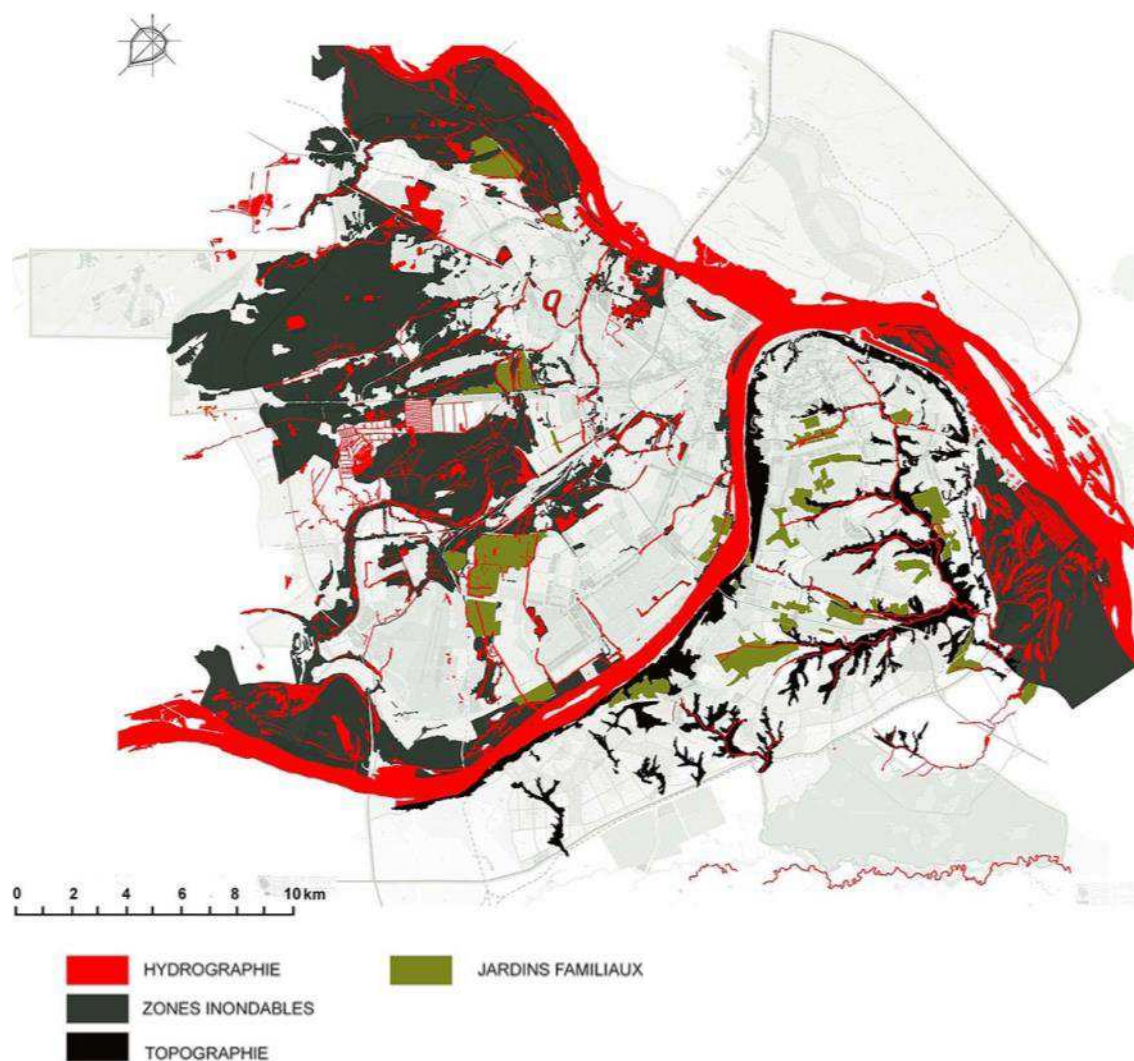 0 2 4 6 8 10 km
HYDROGRAPHIE
JARDINS FAMILIAUX
ZONES INONDABLES
TOPOGRAPHIE